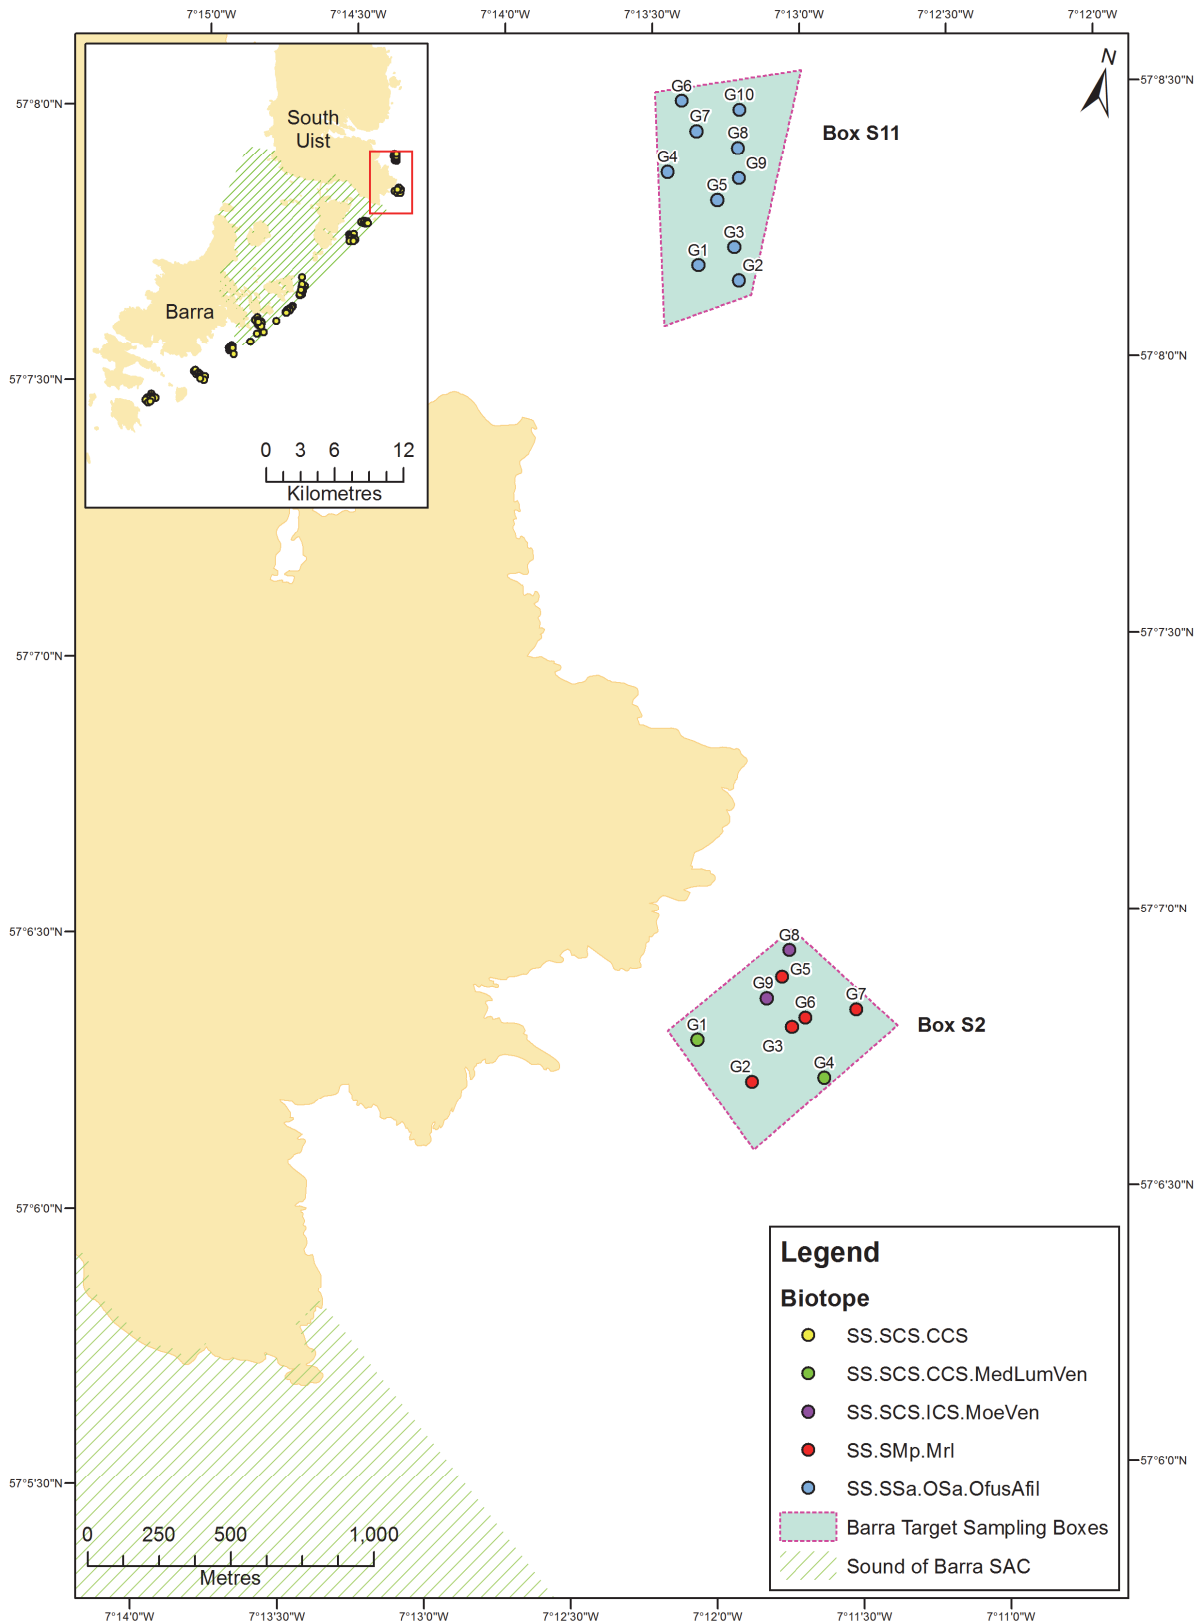 7°15'0"W 7°14'30"W 7°14'0"W 7°13'30"W 7°13'0"W 7°12'30"W 7°12'0"W
N
57°8'0"N
57°7'30"N
57°7'0"N
57°6'30"N
57°6'0"N
57°5'30"N
57°8'30"N
57°8'0"N
57°7'30"N
57°7'0"N
57°6'30"N
57°6'0"N
South
Uist
Barra
0 3 6 12
Kilometres
G6
G10
G7
G8
G4
G9
G5
G3
G1
G2
Box S11
G8
G5
G9
G7
G6
G1
G3
G2
G4
Box S2
Legend
Biotope
SS.SCS.CCS
SS.SCS.CCS.MedLumVen
SS.SCS.ICS.MoeVen
SS.SMp.Mrl
SS.SSa.OSa.OfusAfil
Barra Target Sampling Boxes
Sound of Barra SAC
0 250 500 1,000
Metres
7°14'0"W 7°13'30"W 7°13'0"W 7°12'30"W 7°12'0"W 7°11'30"W 7°11'0"W